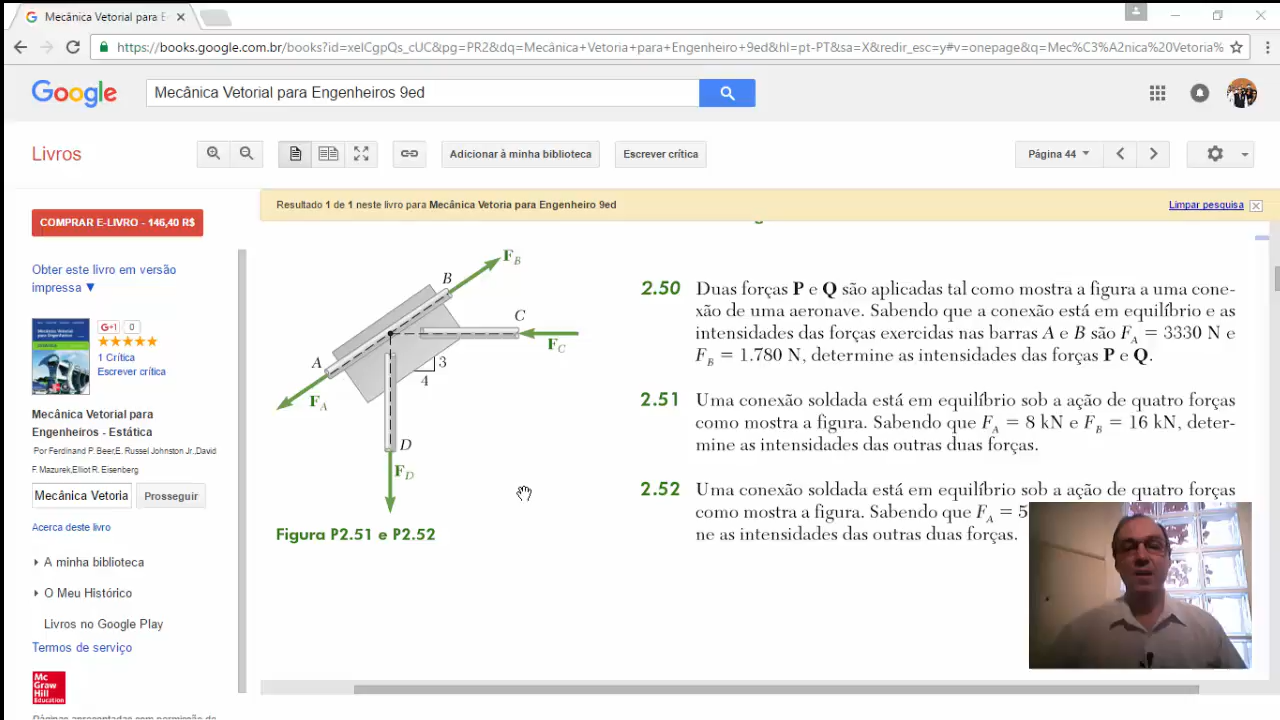 Mecânica Vetorial para E
https://books.google.com.br/books?id=xelCgpQs_cUC&pg=PR2&dq=Mecânica+Vetoria+para+Engenheiro+9ed&hl=pt-PT&sa=X&redir_esc=y#v=onepage&q=Mec%C3%A2nica%20Vetoria%
Google
Mecânica Vetorial para Engenheiros 9ed
Livros
Adicionar à minha biblioteca
Escrever crítica
Página 44
Resultado 1 de 1 neste livro para Mecânica Vetoria para Engenheiro 9ed
Limpar pesquisa
COMPRAR E-LIVRO - 146,40 R$
Obter este livro em versão
impressa ▼
G+1 0
1 Crítica
Escrever crítica
Mecânica Vetorial para
Engenheiros - Estática
Por Ferdinand P.Beer,E. Russel Johnston Jr.,David
F. Mazurek,Elliot R. Eisenberg
Mecânica Vetoria
Prosseguir
Acerca deste livro
A minha biblioteca
O Meu Histórico
Livros no Google Play
Termos de serviço
Mc
Graw
Hill
Education
Páginas apresentadas com permissão de
F_B
B
C
F_C
A
F_A
3
4
D
F_D
Figura P2.51 e P2.52
2.50 Duas forças P e Q são aplicadas tal como mostra a figura a uma cone-
xão de uma aeronave. Sabendo que a conexão está em equilíbrio e as
intensidades das forças exercidas nas barras A e B são F_A = 3330 N e
F_B = 1.780 N, determine as intensidades das forças P e Q.
2.51 Uma conexão soldada está em equilíbrio sob a ação de quatro forças
como mostra a figura. Sabendo que F_A = 8 kN e F_B = 16 kN, deter-
mine as intensidades das outras duas forças.
2.52 Uma conexão soldada está em equilíbrio sob a ação de quatro forças
como mostra a figura. Sabendo que F_A = 5
ne as intensidades das outras duas forças.